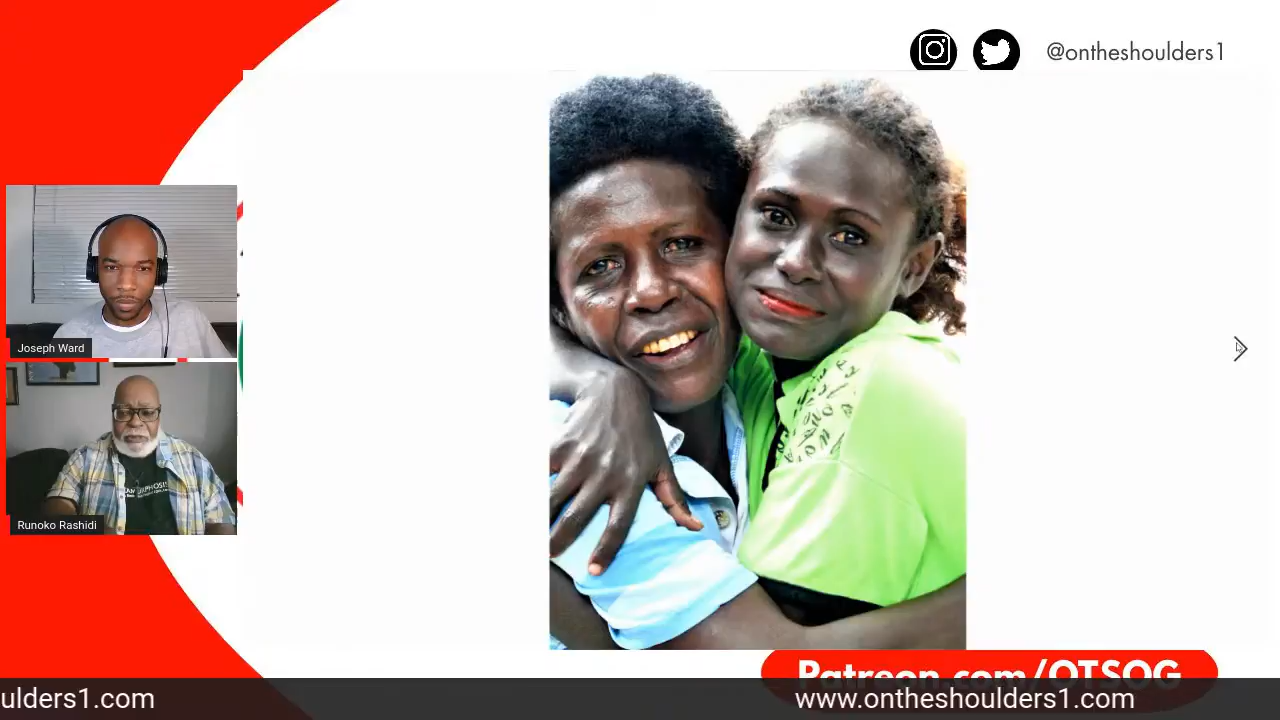 @ontheshoulders1
Joseph Ward
Runoko Rashidi
Patreon.com/OTSOG
ulders1.com
www.ontheshoulders1.com